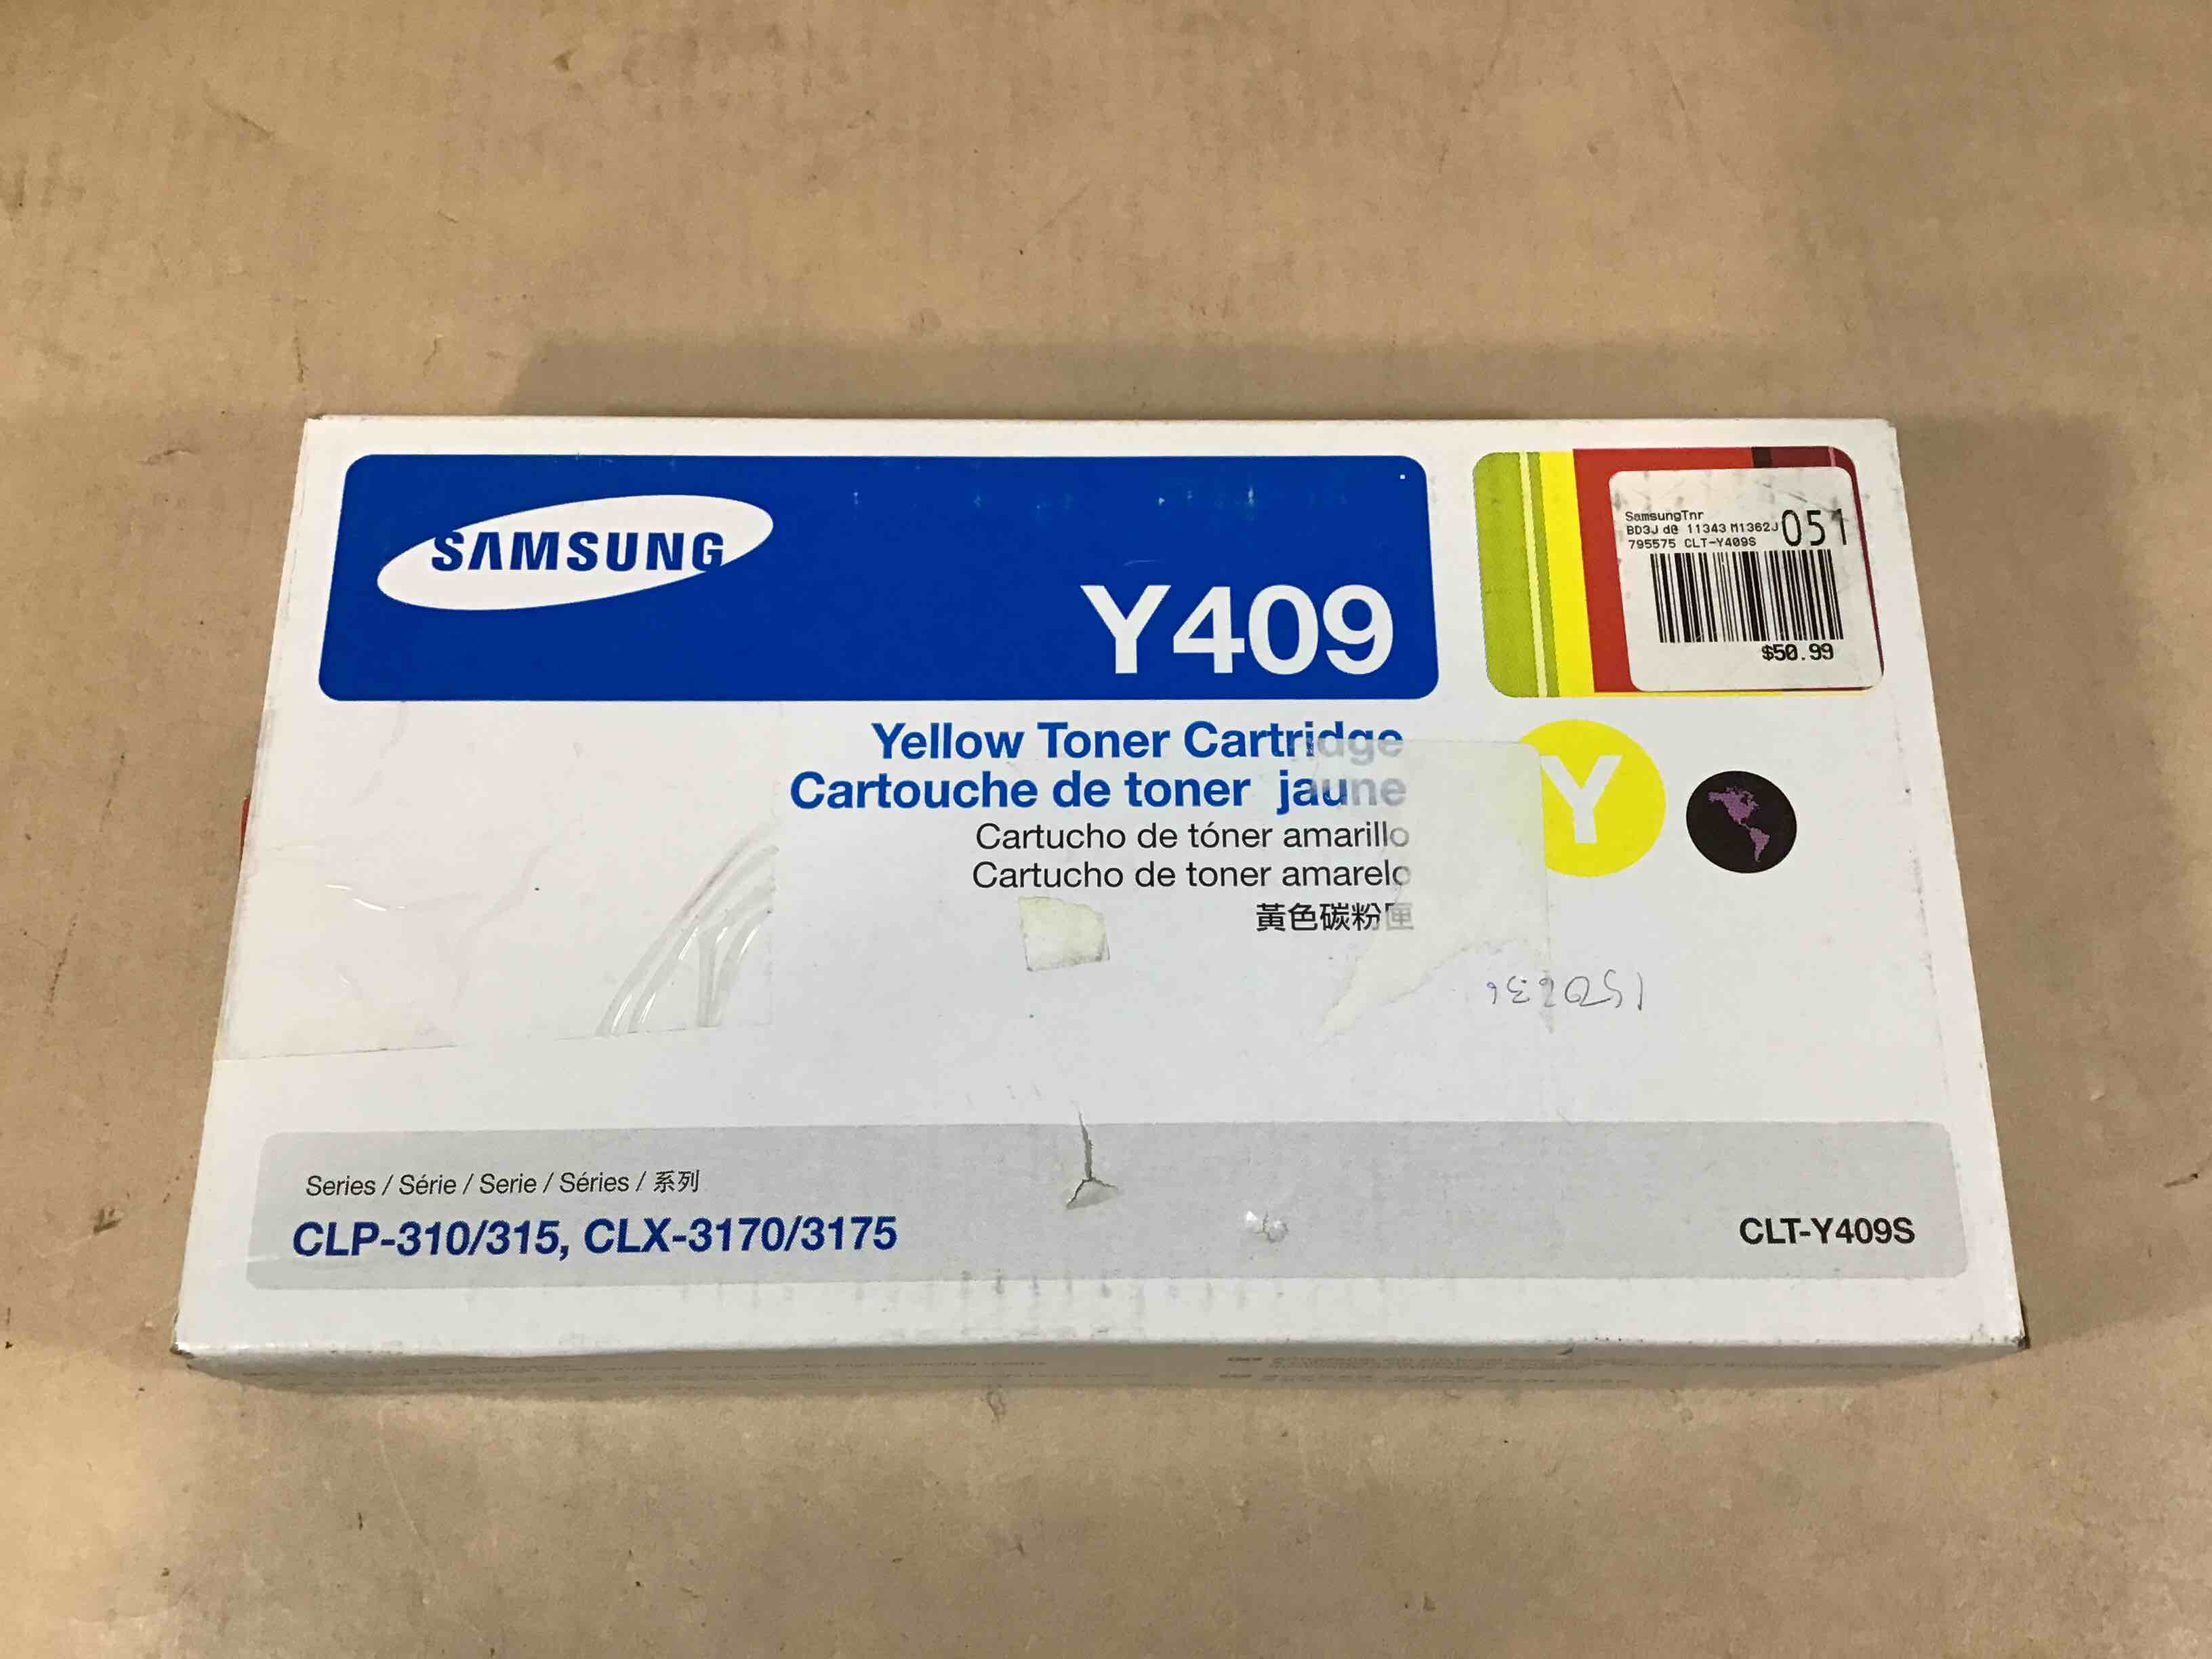 SAMSUNG
Y409
SamsungTnr
BD3J d@ 11343 M1362J
051
795575 CLT-Y409S
$50.99
Yellow Toner Cartridge
Cartouche de toner jaune
Cartucho de tóner amarillo
Cartucho de toner amarelo
黃色碳粉匣
Y
Series / Série / Serie / Séries / 系列
CLP-310/315, CLX-3170/3175
CLT-Y409S